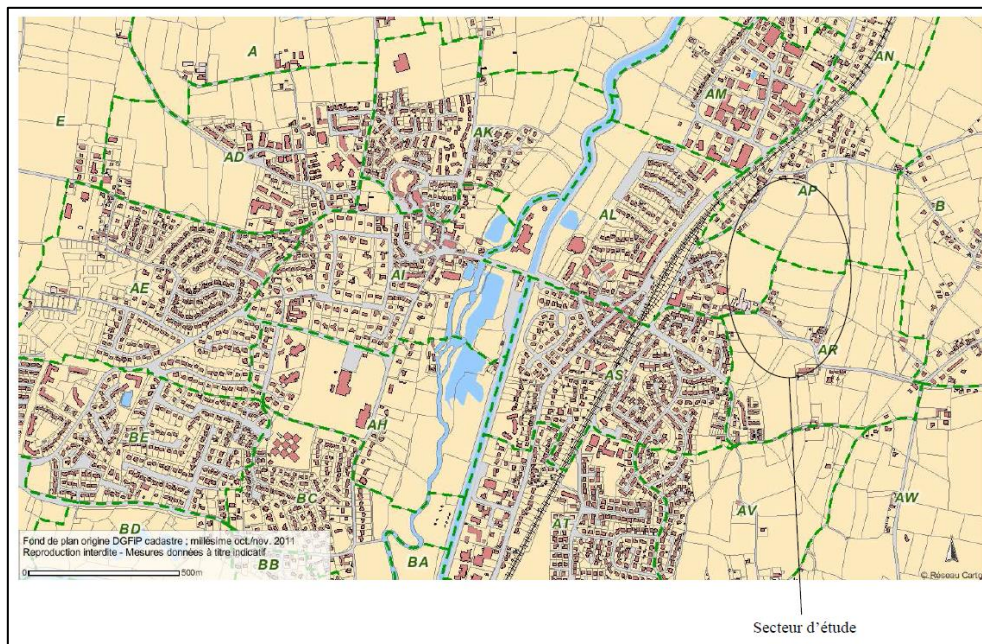 A
AN
AM
E
AK
AD
AP
B
AL
AI
AE
AR
AS
AH
BE
BC
AW
AV
AT
BD
Fond de plan origine DGFIP cadastre ; millésime oct./nov. 2011
Reproduction interdite - Mesures données à titre indicatif
BB
BA
0
500m
© Réseau Carto
Secteur d'étude